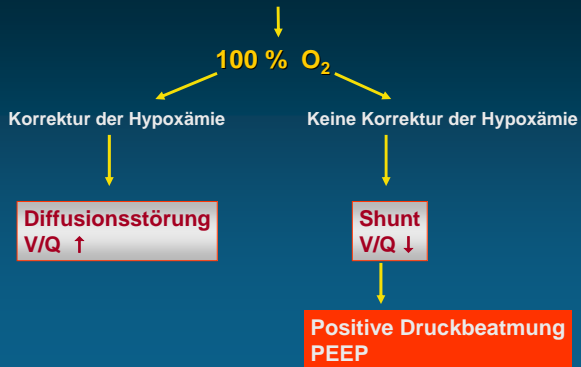 100 % O₂
Korrektur der Hypoxämie
Keine Korrektur der Hypoxämie
Diffusionsstörung
V/Q ↑
Shunt
V/Q ↓
Positive Druckbeatmung
PEEP